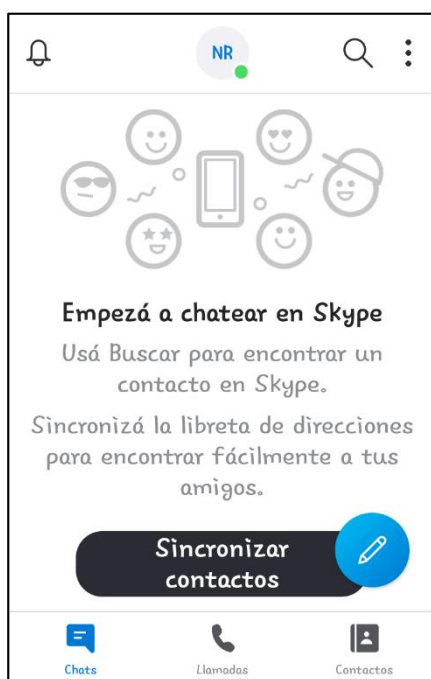 NR
Empezá a chatear en Skype
Usá Buscar para encontrar un
contacto en Skype.
Sincronizá la libreta de direcciones
para encontrar fácilmente a tus
amigos.
Sincronizar
contactos
Chats
Llamadas
Contactos